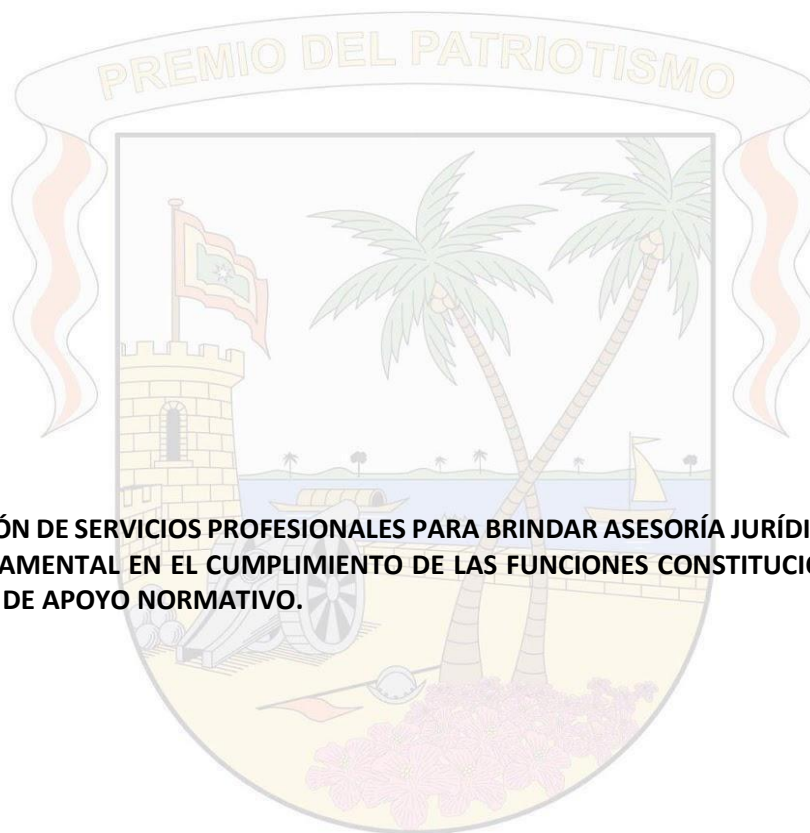 PREMIO DEL PATRIOTISMO
ÓN DE SERVICIOS PROFESIONALES PARA BRINDAR ASESORÍA JURÍDI
AMENTAL EN EL CUMPLIMIENTO DE LAS FUNCIONES CONSTITUCI
DE APOYO NORMATIVO.